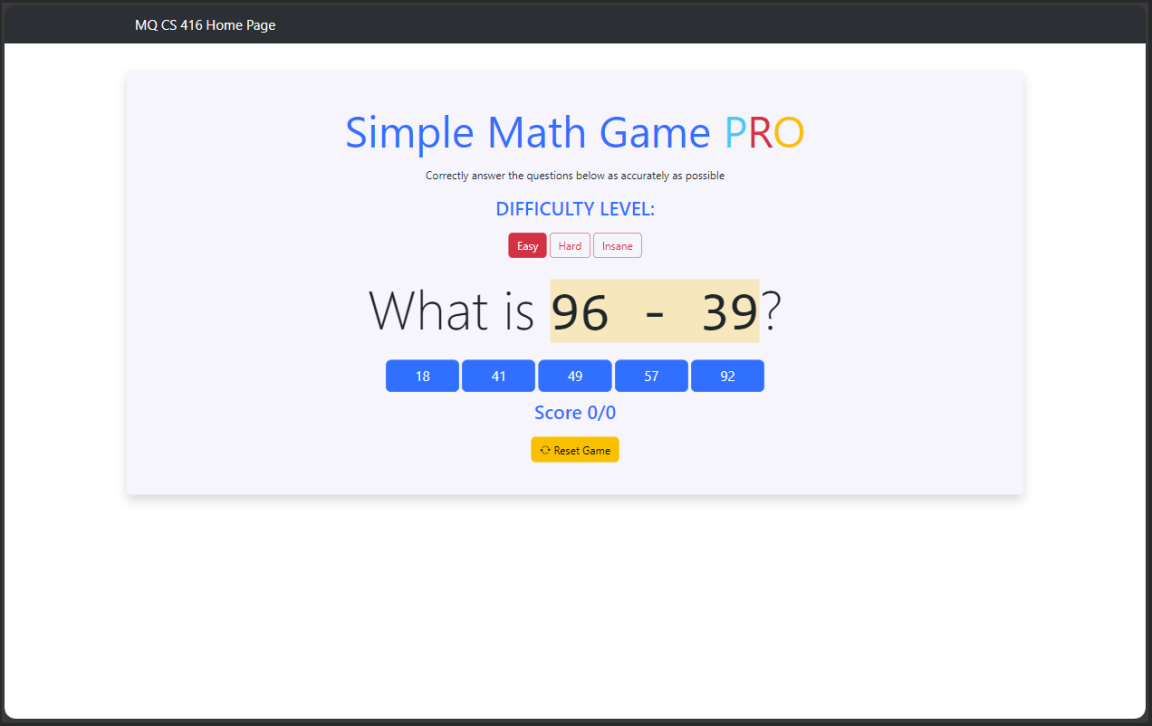 MQ CS 416 Home Page
Simple Math Game PRO
Correctly answer the questions below as accurately as possible
DIFFICULTY LEVEL:
Easy Hard Insane
What is 96 - 39?
18 41 49 57 92
Score 0/0
Reset Game